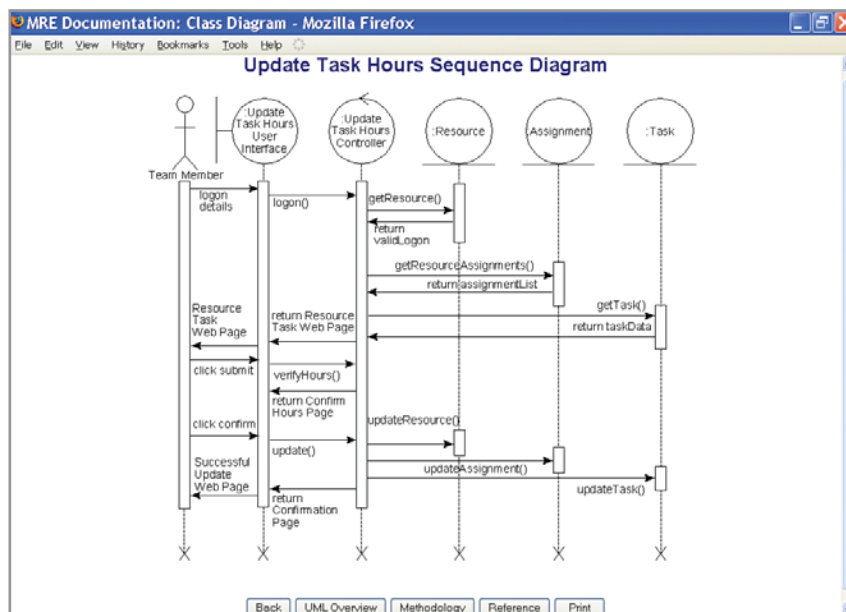 MRE Documentation: Class Diagram - Mozilla Firefox
File Edit View History Bookmarks Tools Help
Update Task Hours Sequence Diagram
:Update
Task Hours
User
Interface
:Update
Task Hours
Controller
:Resource
:Assignment
:Task
Team Member
logon
details
logon()
getResource()
return
validLogon
getResourceAssignments()
return assignmentList
getTask()
return taskData
return Resource
Task Web Page
Resource
Task
Web Page
click submit
verifyHours()
return Confirm
Hours Page
click confirm
update()
updateResource()
updateAssignment()
updateTask()
Successful
Update
Web Page
return
Confirmation
Page
Back UML Overview Methodology Reference Print